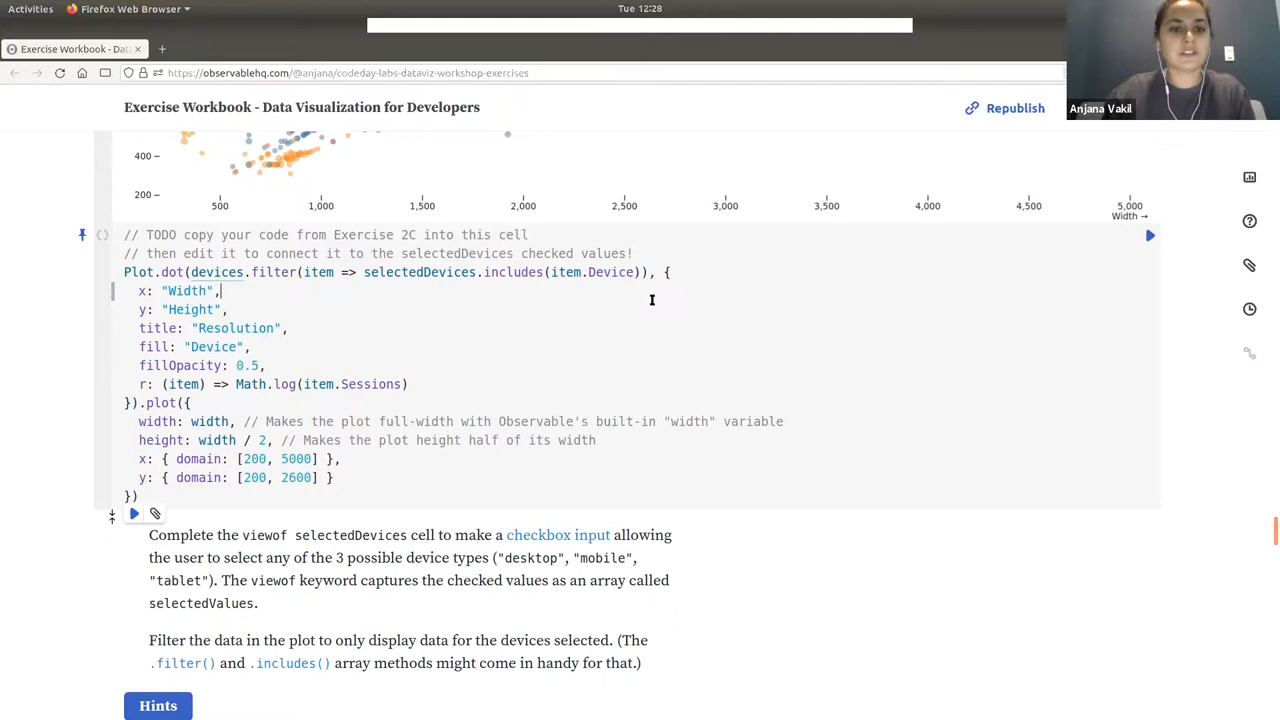 Activities
Firefox Web Browser
Tue 12:28
Exercise Workbook - Data
https://observablehq.com/@anjana/codeday-labs-dataviz-workshop-exercises
Anjana Vakil
Exercise Workbook - Data Visualization for Developers
Republish
400
200
500 1,000 1,500 2,000 2,500 3,000 3,500 4,000 4,500 5,000
Width →
// TODO copy your code from Exercise 2C into this cell
// then edit it to connect it to the selectedDevices checked values!
Plot.dot(devices.filter(item => selectedDevices.includes(item.Device)), {
x: "Width",
y: "Height",
title: "Resolution",
fill: "Device",
fillOpacity: 0.5,
r: (item) => Math.log(item.Sessions)
}).plot({
width: width, // Makes the plot full-width with Observable's built-in "width" variable
height: width / 2, // Makes the plot height half of its width
x: { domain: [200, 5000] },
y: { domain: [200, 2600] }
})
Complete the viewof selectedDevices cell to make a checkbox input allowing
the user to select any of the 3 possible device types ("desktop", "mobile",
"tablet"). The viewof keyword captures the checked values as an array called
selectedValues.
Filter the data in the plot to only display data for the devices selected. (The
.filter() and .includes() array methods might come in handy for that.)
Hints